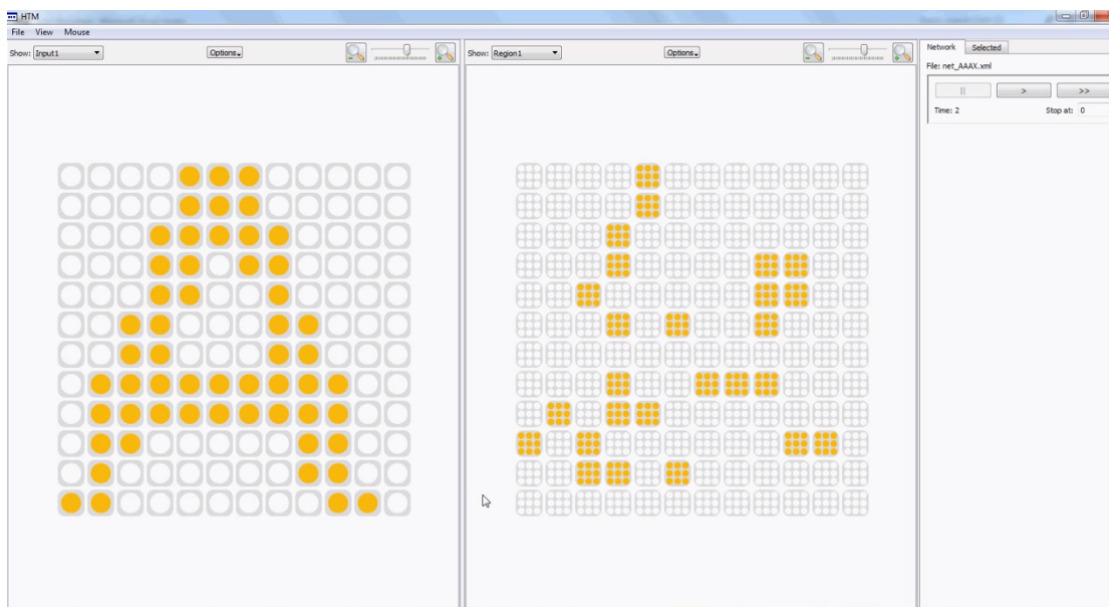 HTM
File View Mouse
Show: Input1 Options
Show: Region1 Options
Network Selected
File: net_AAAX.xml
|| > >>
Time: 2 Stop at: 0